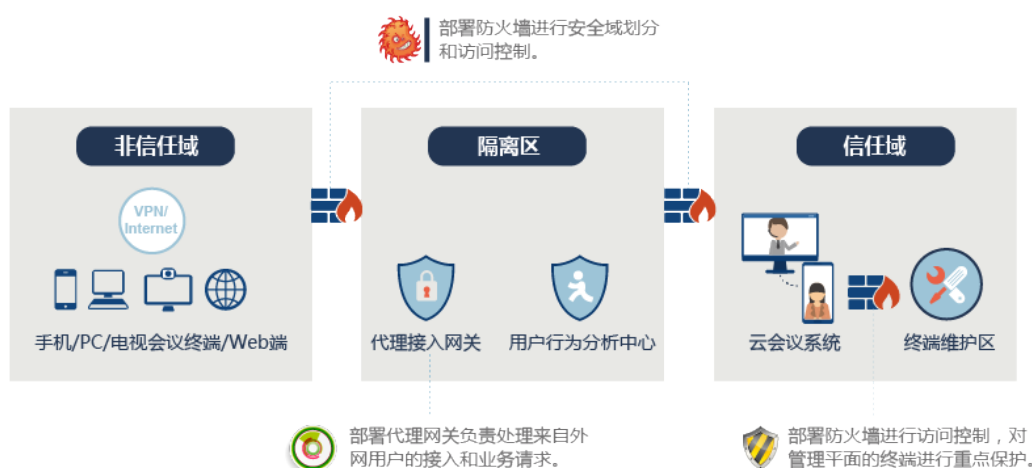 部署防火墙进行安全域划分
和访问控制。
非信任域
隔离区
信任域
VPN/
Internet
手机/PC/电视会议终端/Web端
代理接入网关
用户行为分析中心
云会议系统
终端维护区
部署代理网关负责处理来自外
网用户的接入和业务请求。
部署防火墙进行访问控制，对
管理平面的终端进行重点保护。